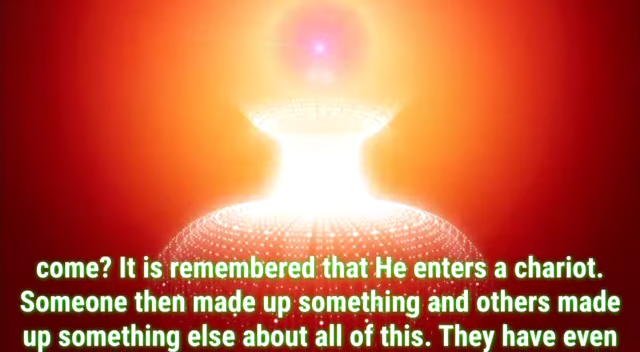 come? It is remembered that He enters a chariot.
Someone then made up something and others made
up something else about all of this. They have even